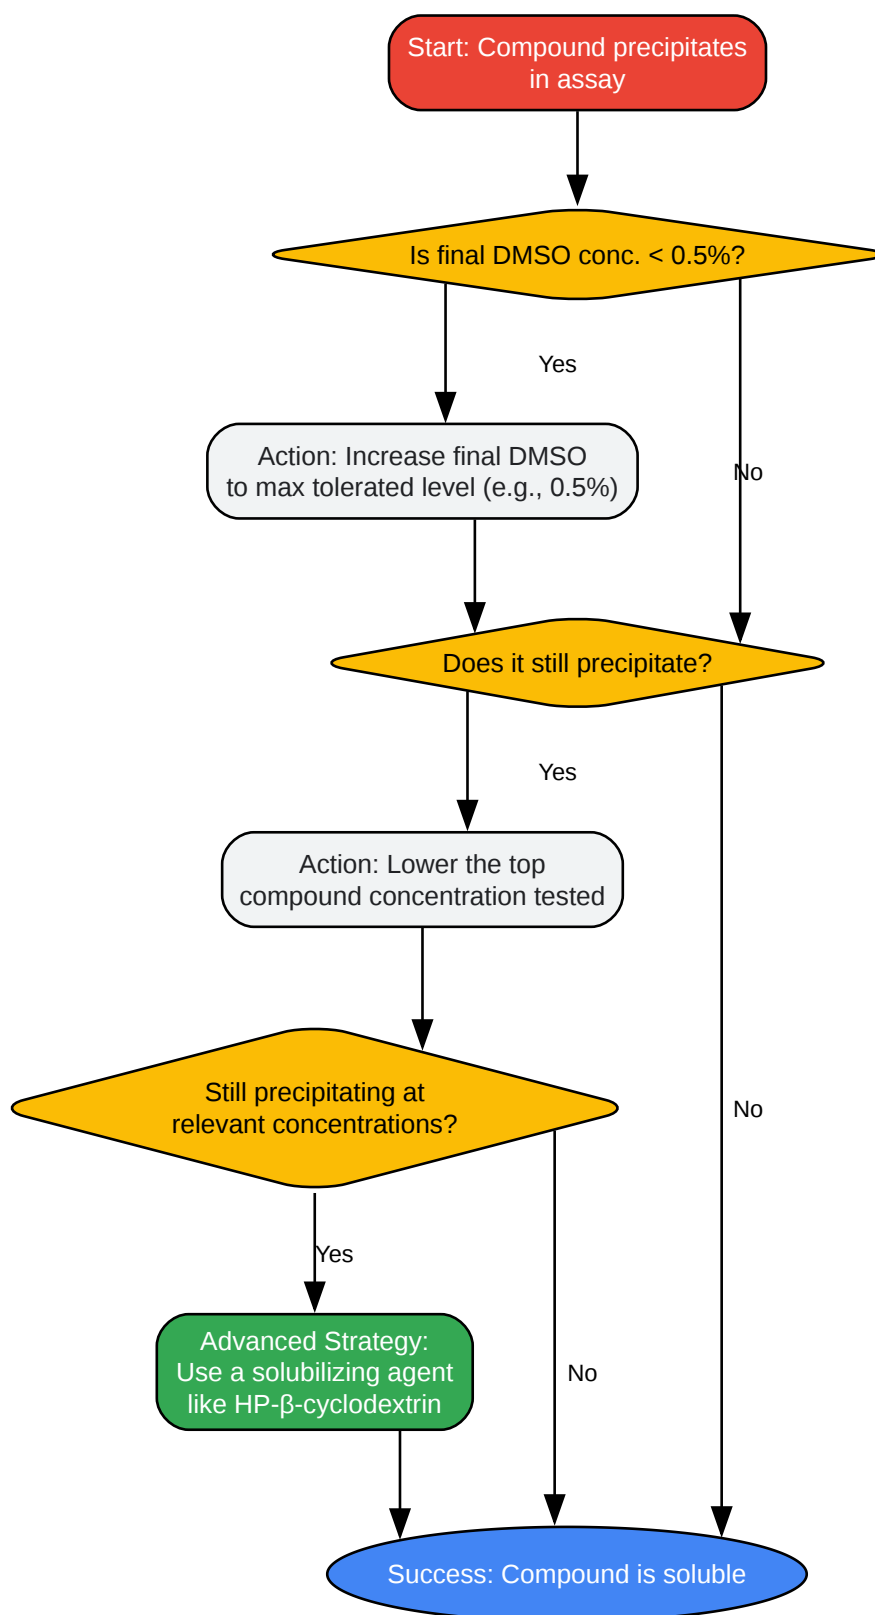 Start: Compound precipitates
in assay
Is final DMSO conc. < 0.5%?
Yes
Action: Increase final DMSO
to max tolerated level (e.g., 0.5%)
No
Does it still precipitate?
Yes
Action: Lower the top
compound concentration tested
Still precipitating at
relevant concentrations?
No
Yes
Advanced Strategy:
Use a solubilizing agent
like HP-β-cyclodextrin
No
Success: Compound is soluble